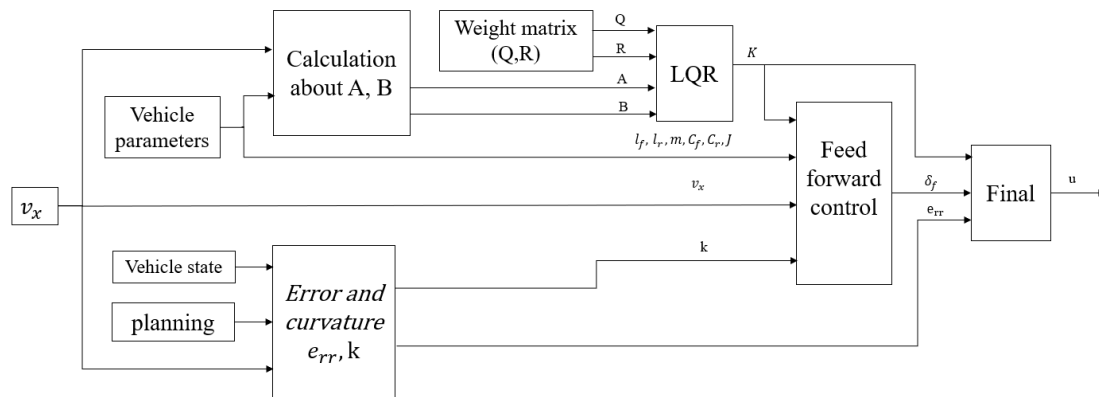 Weight matrix
(Q,R)
Q
R
A
B
LQR
K
Calculation
about A, B
Vehicle
parameters
l_f, l_r, m, C_f, C_r, J
Feed
forward
control
v_x
v_x
δ_f
e_rr
Final
u
k
Vehicle state
planning
Error and
curvature
e_rr, k